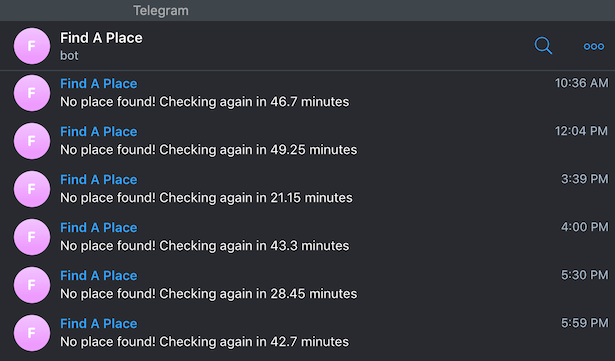 Telegram
F
Find A Place
bot
F
Find A Place 10:36 AM
No place found! Checking again in 46.7 minutes
F
Find A Place 12:04 PM
No place found! Checking again in 49.25 minutes
F
Find A Place 3:39 PM
No place found! Checking again in 21.15 minutes
F
Find A Place 4:00 PM
No place found! Checking again in 43.3 minutes
F
Find A Place 5:30 PM
No place found! Checking again in 28.45 minutes
F
Find A Place 5:59 PM
No place found! Checking again in 42.7 minutes